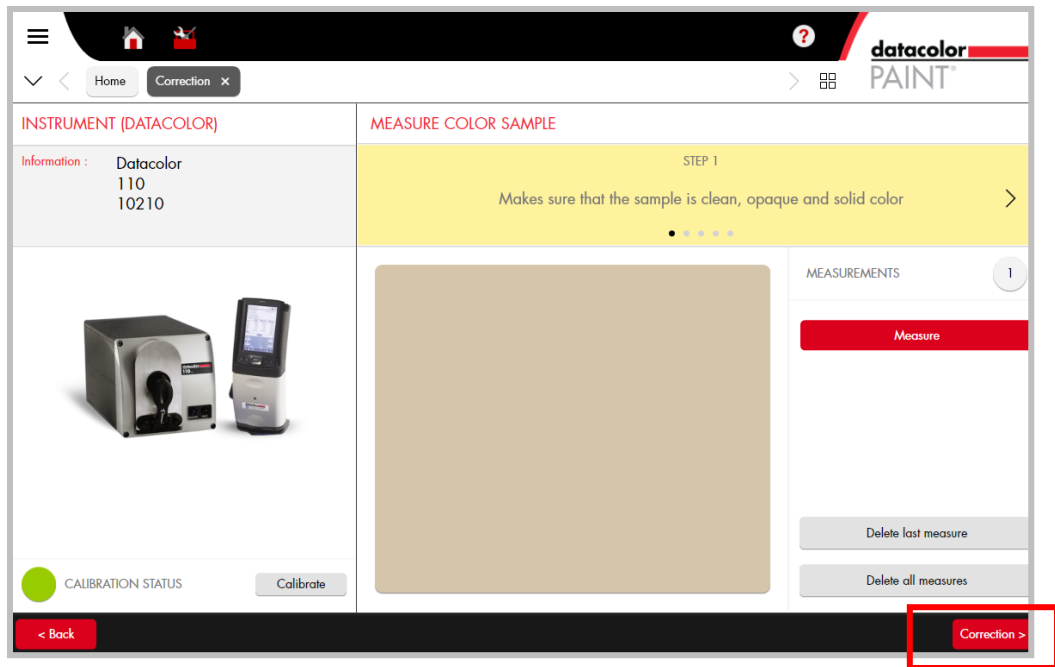 ?
datacolor
PAINT®
Home
Correction ×
INSTRUMENT (DATACOLOR)
MEASURE COLOR SAMPLE
Information :
Datacolor
110
10210
STEP 1
Makes sure that the sample is clean, opaque and solid color
MEASUREMENTS
1
Measure
Delete last measure
CALIBRATION STATUS
Calibrate
Delete all measures
< Back
Correction >